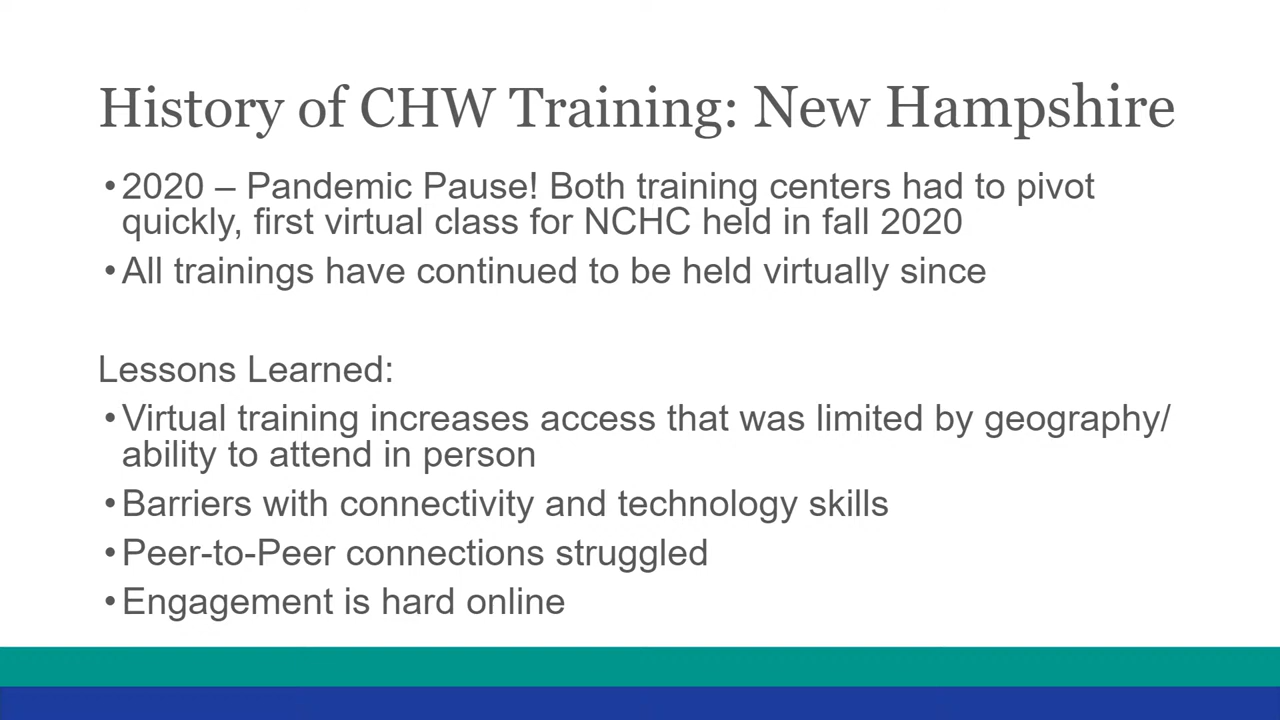 History of CHW Training: New Hampshire
•2020 – Pandemic Pause! Both training centers had to pivot
quickly, first virtual class for NCHC held in fall 2020
•All trainings have continued to be held virtually since
Lessons Learned:
•Virtual training increases access that was limited by geography/
ability to attend in person
•Barriers with connectivity and technology skills
•Peer-to-Peer connections struggled
•Engagement is hard online